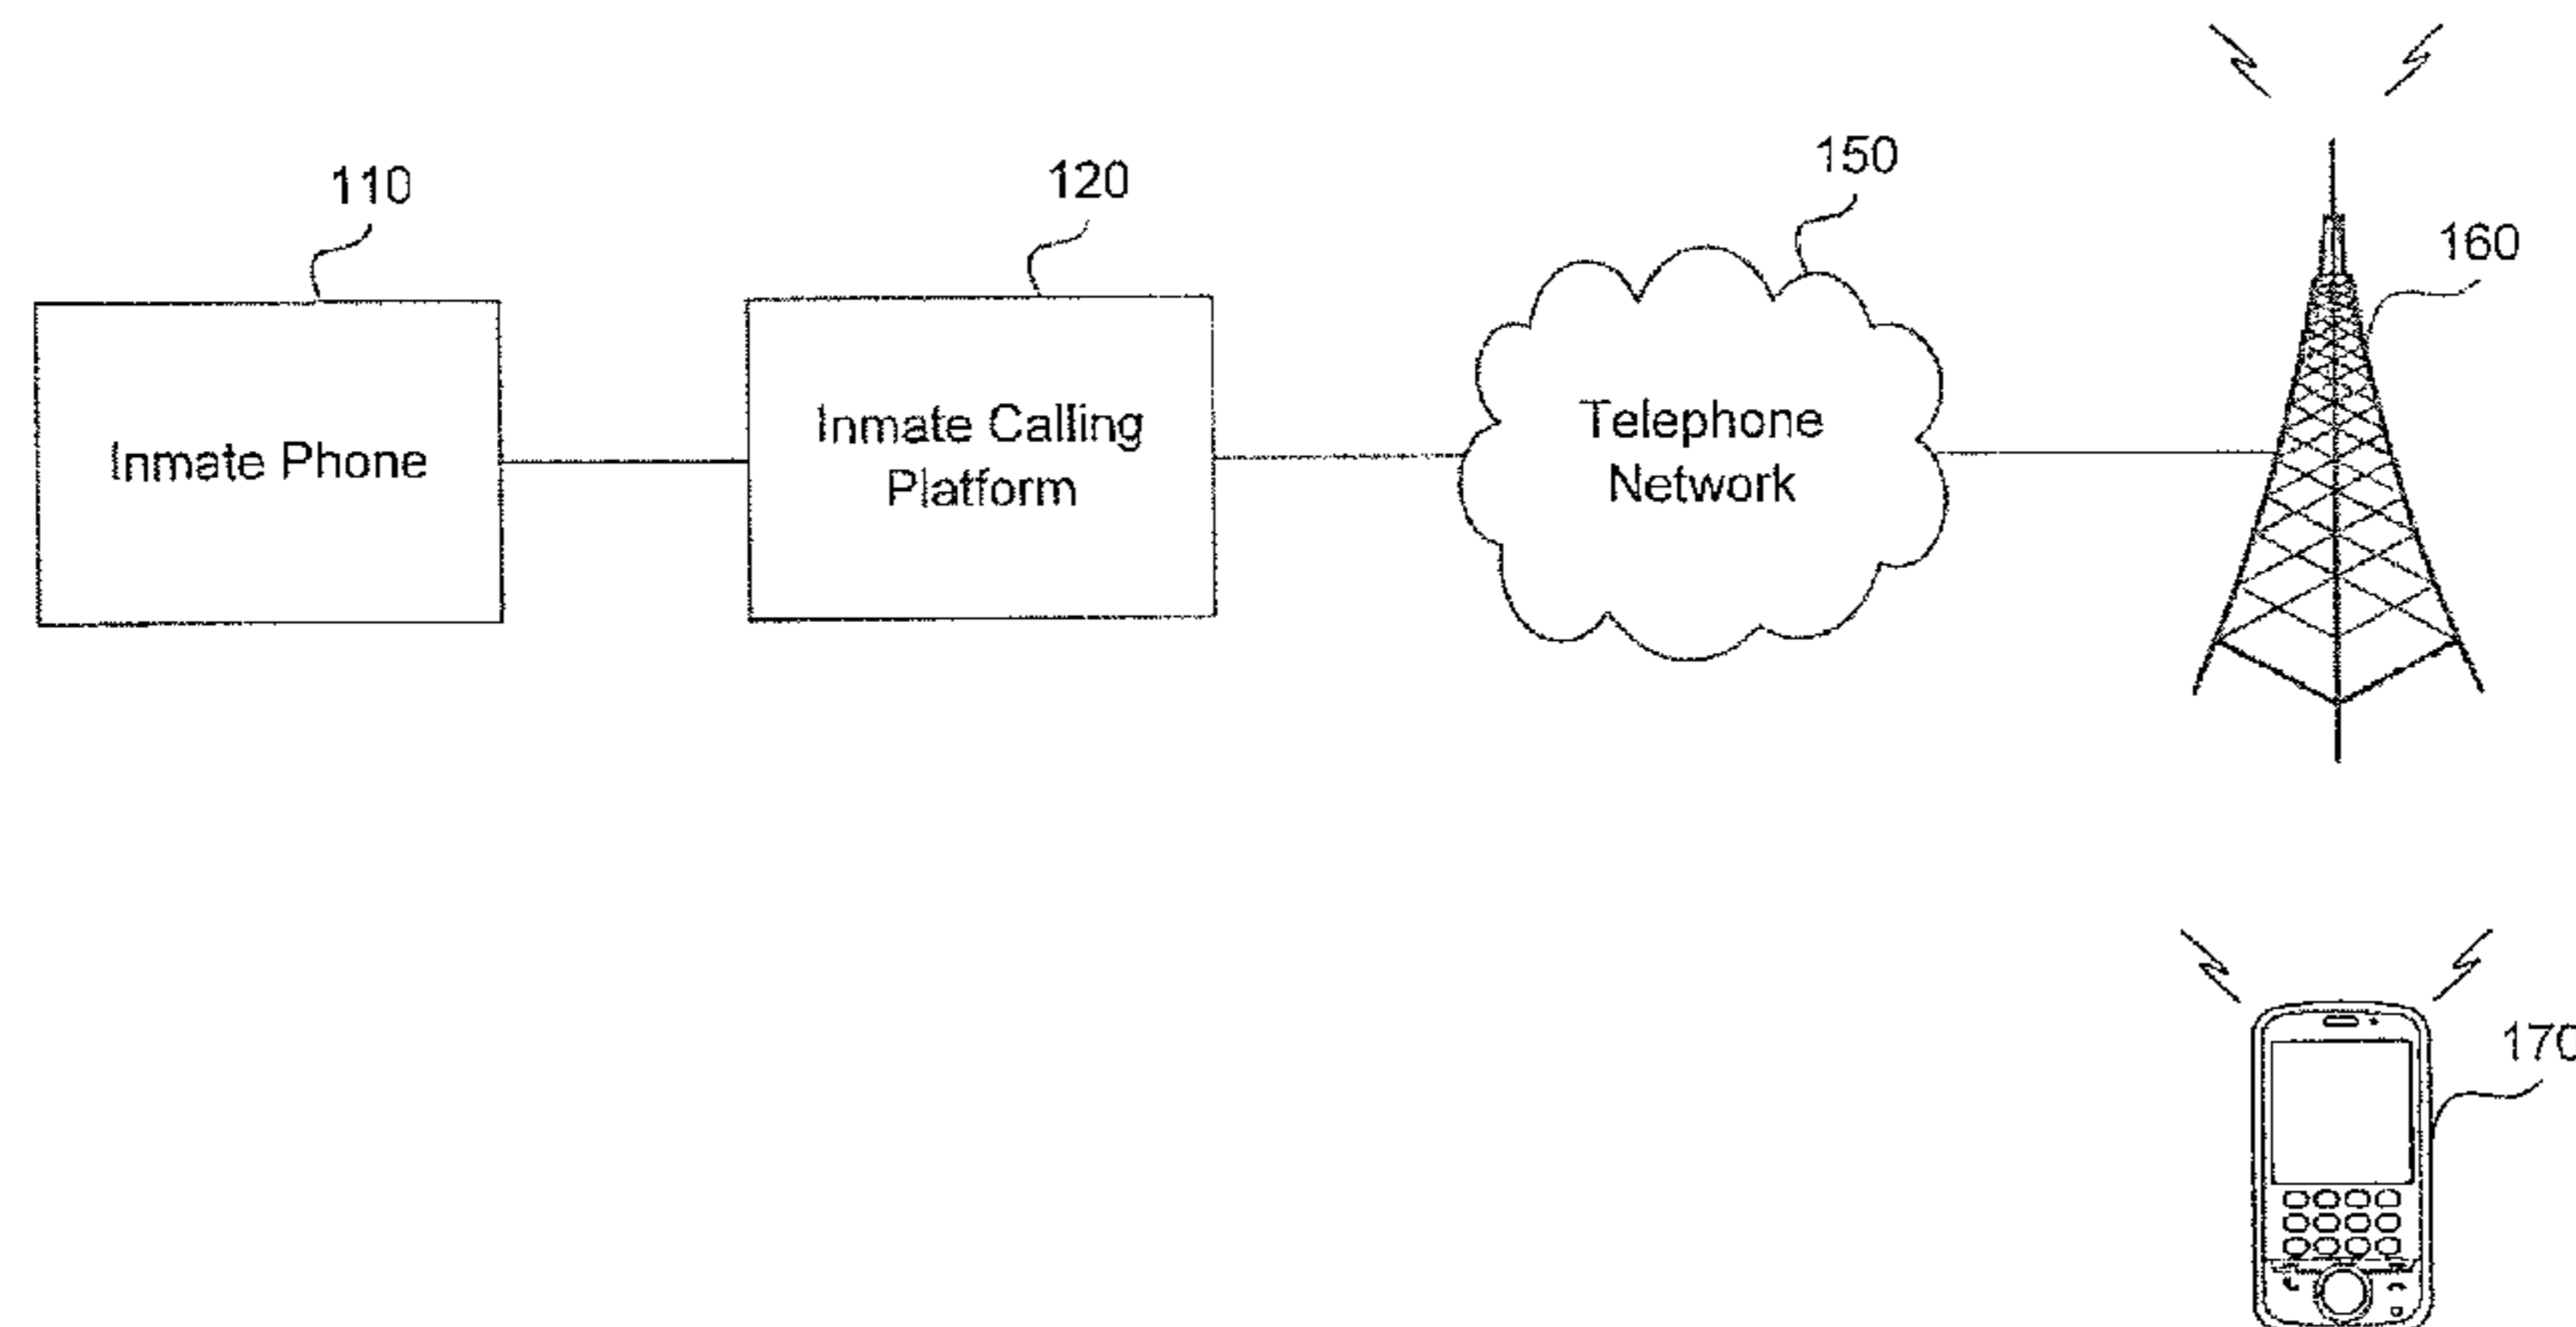 110
120
150
160
Inmate Phone
Inmate Calling
Platform
Telephone
Network
170